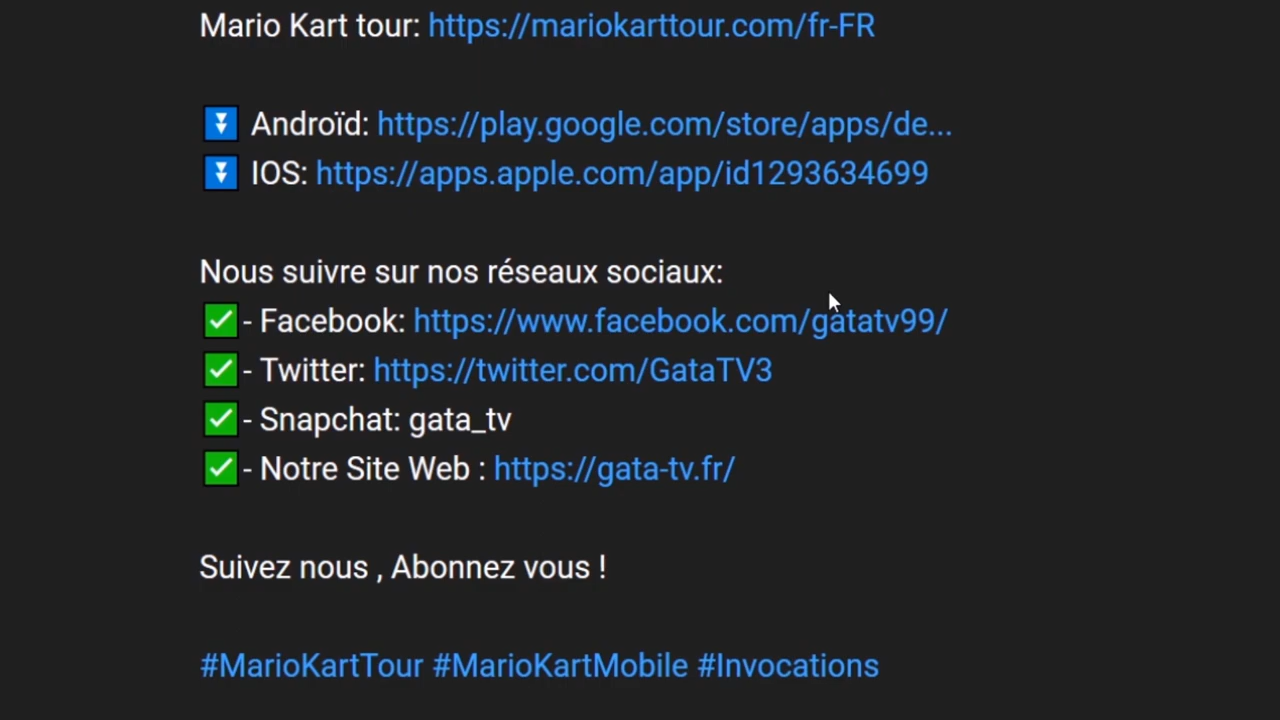 Mario Kart tour: https://mariokarttour.com/fr-FR
⏬ Androïd: https://play.google.com/store/apps/de...
⏬ IOS: https://apps.apple.com/app/id1293634699
Nous suivre sur nos réseaux sociaux:
✅- Facebook: https://www.facebook.com/gatatv99/
✅- Twitter: https://twitter.com/GataTV3
✅- Snapchat: gata_tv
✅- Notre Site Web : https://gata-tv.fr/
Suivez nous , Abonnez vous !
#MarioKartTour #MarioKartMobile #Invocations